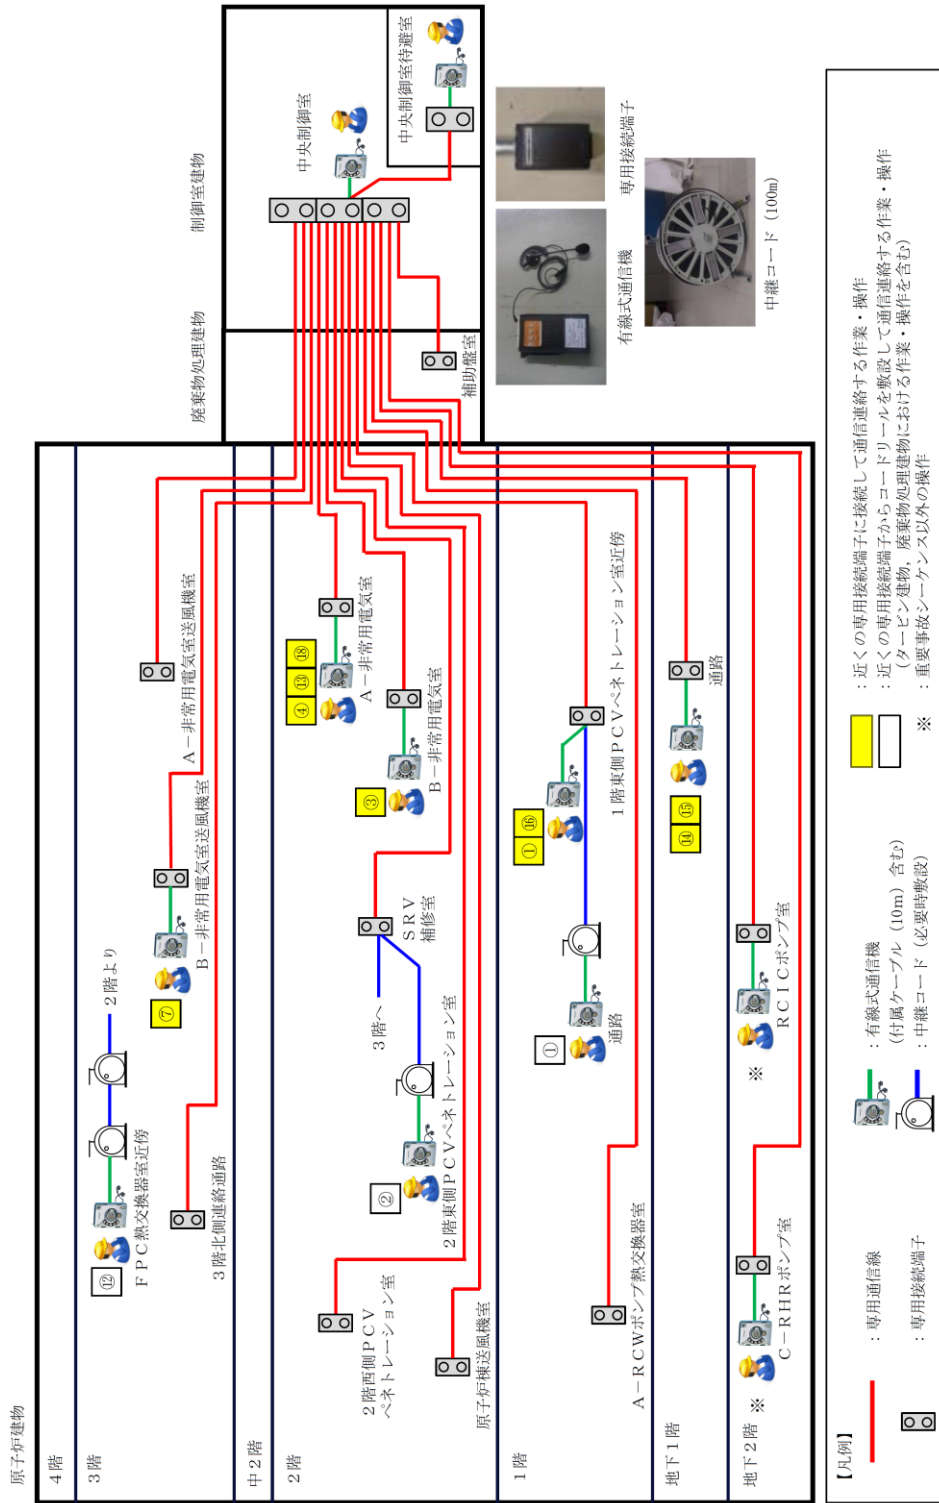 原子炉建物
廃棄物処理建物
制御室建物
4階
3階
中2階
2階
1階
地下1階
地下2階
中央制御室
中央制御室待避室
補助盤室
有線式通信機
専用接続端子
中継コード (100m)
A-非常用電気室送風機室
B-非常用電気室送風機室
⑦
2階より
⑫
FPC熱交換器室近傍
3階北側連絡通路
④ ⑬ ⑱
A-非常用電気室
③
B-非常用電気室
SRV
補修室
3階へ
②
2階東側PCVペネトレーション室
2階西側PCV
ペネトレーション室
原子炉棟送風機室
① ⑯
1階東側PCVペネトレーション室近傍
①
通路
A-RCWポンプ熱交換器室
⑭ ⑮
通路
※
RCICポンプ室
※
C-RHRポンプ室
【凡例】
:専用通信線
:専用接続端子
:有線式通信機
(付属ケーブル (10m) 含む)
:中継コード (必要時敷設)
:近くの専用接続端子に接続して通信連絡する作業・操作
:近くの専用接続端子からコードリールを敷設して通信連絡する作業・操作
(タービン建物,廃棄物処理建物における作業・操作を含む)
※ :重要事故シーケンス以外の操作